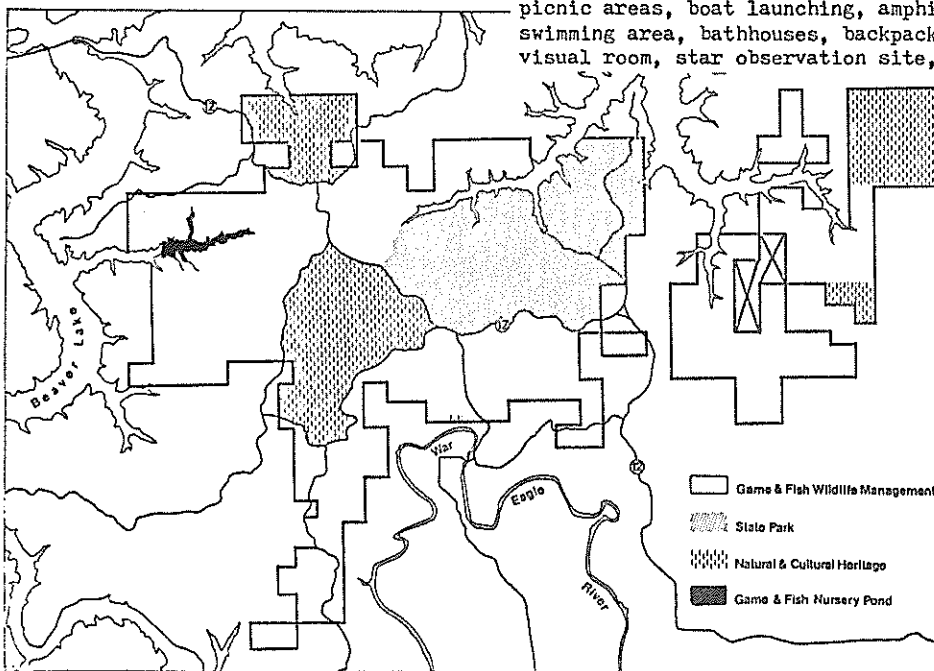 picnic areas, boat launching, amphi
swimming area, bathhouses, backpack
visual room, star observation site,
12
Beaver Lake
12
War
Eagle
River
12
Game & Fish Wildlife Management
State Park
Natural & Cultural Heritage
Game & Fish Nursery Pond